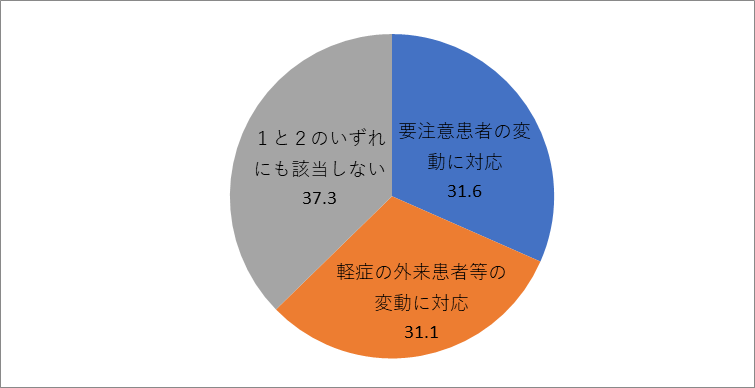 要注意患者の変
動に対応
31.6
軽症の外来患者等の
変動に対応
31.1
１と２のいずれ
にも該当しない
37.3